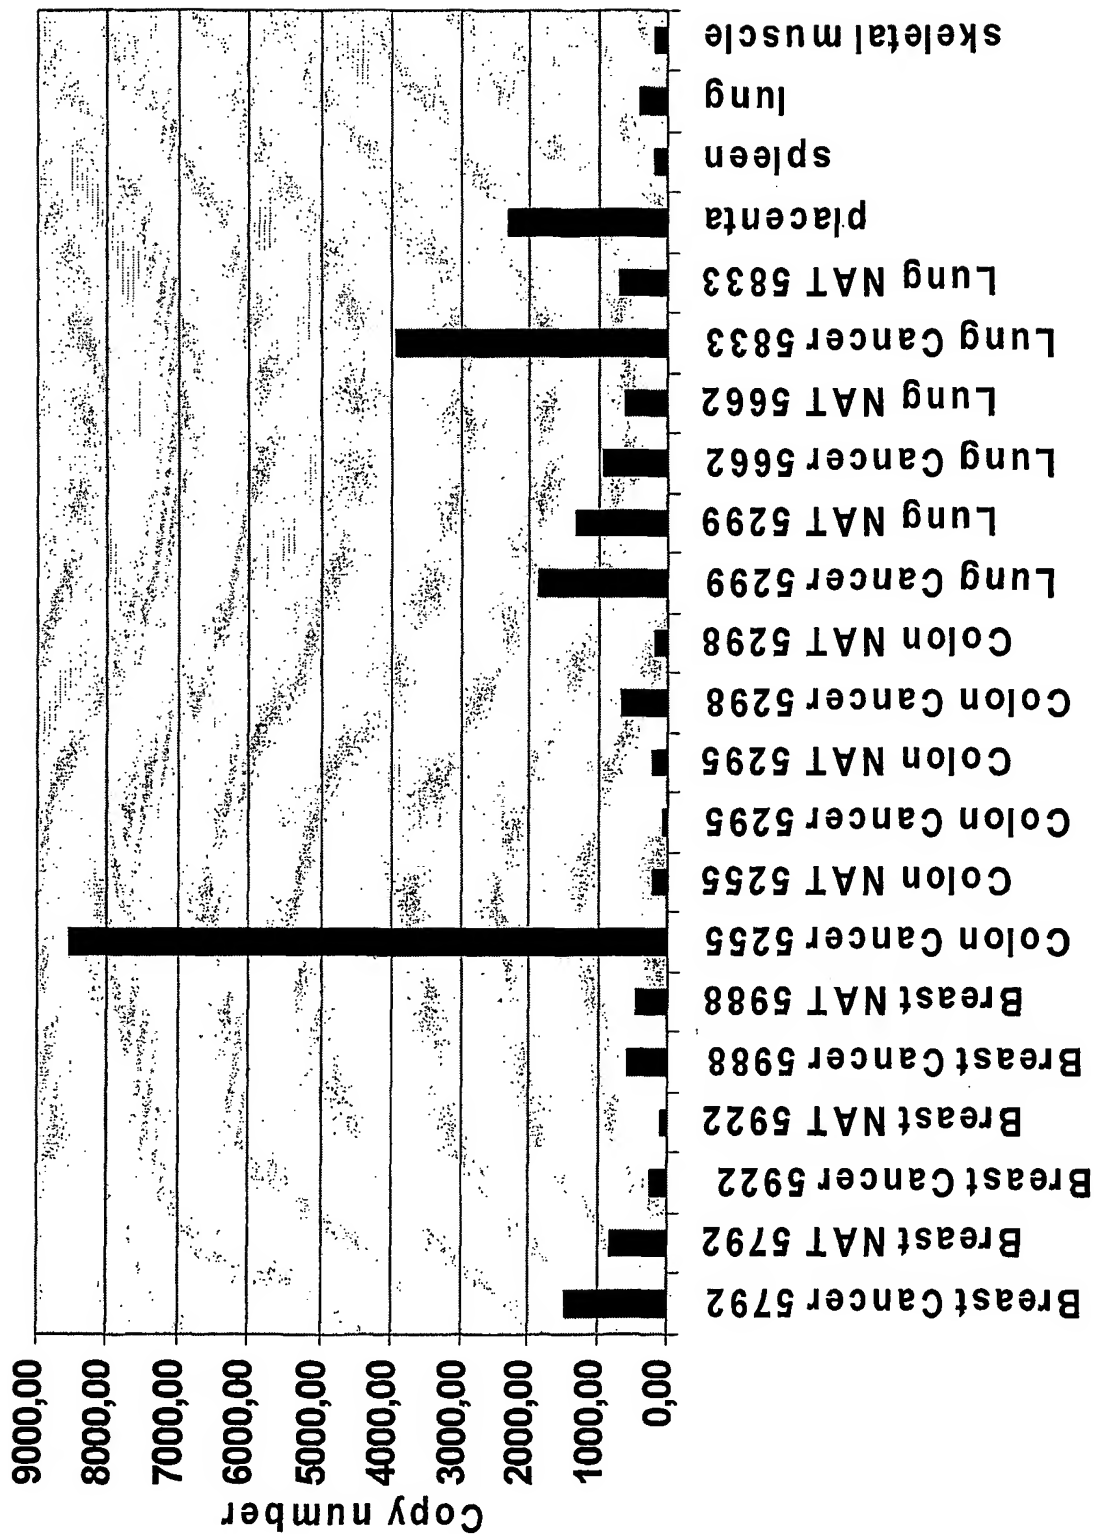 Copy number
9000,00
8000,00
7000,00
6000,00
5000,00
4000,00
3000,00
2000,00
1000,00
0,00
Breast Cancer 5792
Breast NAT 5792
Breast Cancer 5922
Breast NAT 5922
Breast Cancer 5988
Breast NAT 5988
Colon Cancer 5255
Colon NAT 5255
Colon Cancer 5295
Colon NAT 5295
Colon Cancer 5298
Colon NAT 5298
Lung Cancer 5299
Lung NAT 5299
Lung Cancer 5662
Lung NAT 5662
Lung Cancer 5833
Lung NAT 5833
placenta
spleen
lung
skeletal muscle